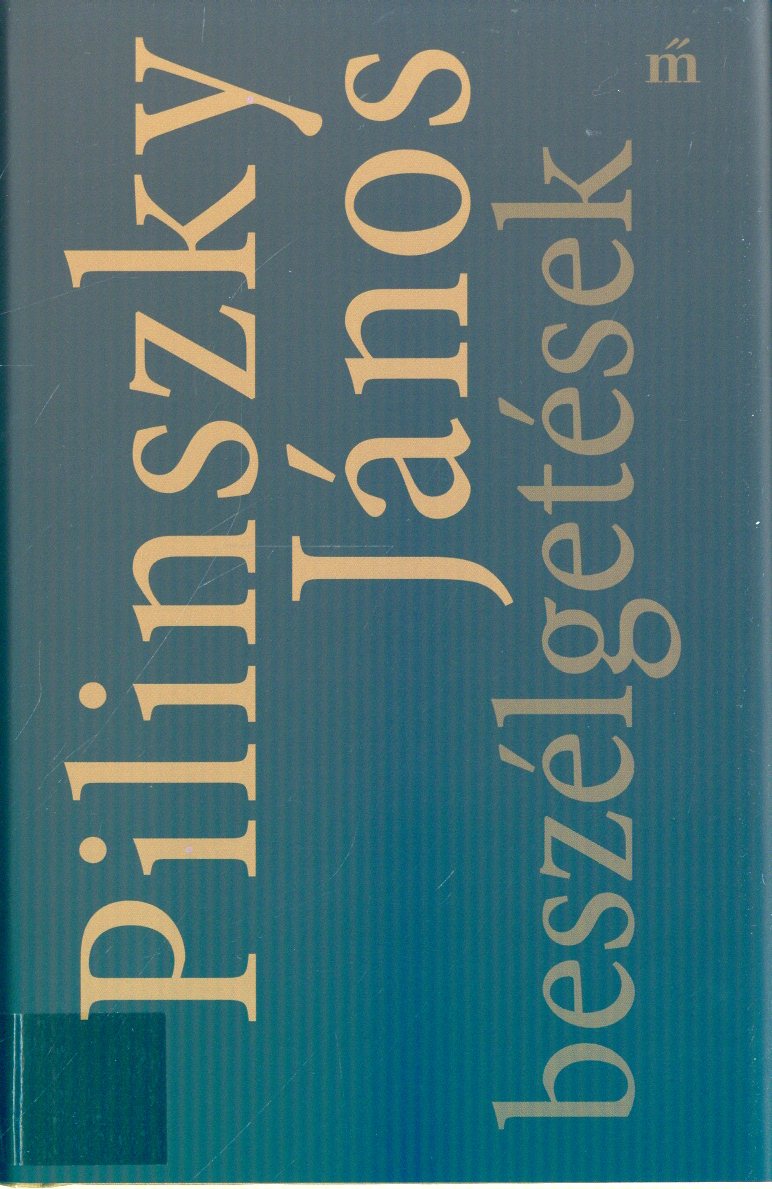 Pilinszky
János
beszélgetések
m̋